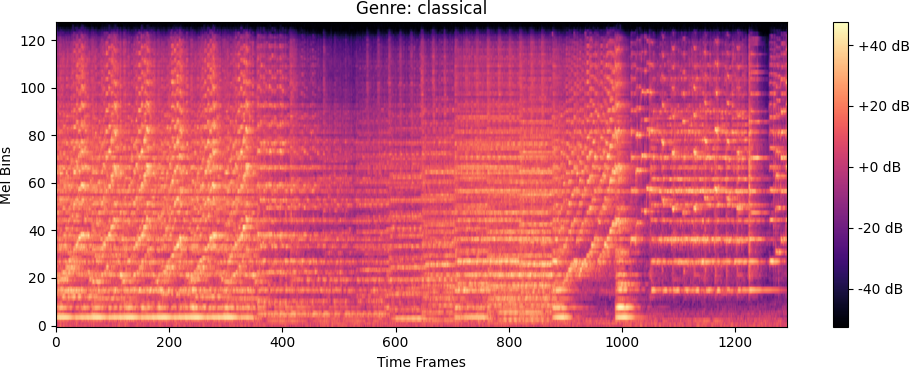 Genre: classical
120
100
80
60
40
20
0
Mel Bins
0 200 400 600 800 1000 1200
Time Frames
+40 dB
+20 dB
+0 dB
-20 dB
-40 dB